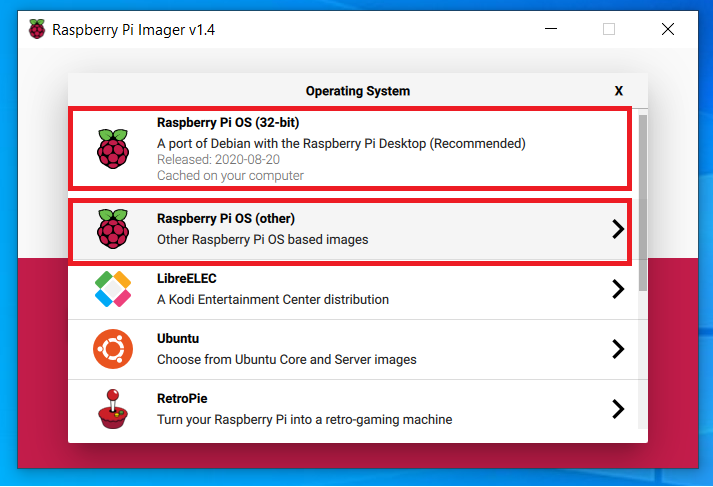 Raspberry Pi Imager v1.4
Operating System X
Raspberry Pi OS (32-bit)
A port of Debian with the Raspberry Pi Desktop (Recommended)
Released: 2020-08-20
Cached on your computer
Raspberry Pi OS (other)
Other Raspberry Pi OS based images
LibreELEC
A Kodi Entertainment Center distribution
Ubuntu
Choose from Ubuntu Core and Server images
RetroPie
Turn your Raspberry Pi into a retro-gaming machine